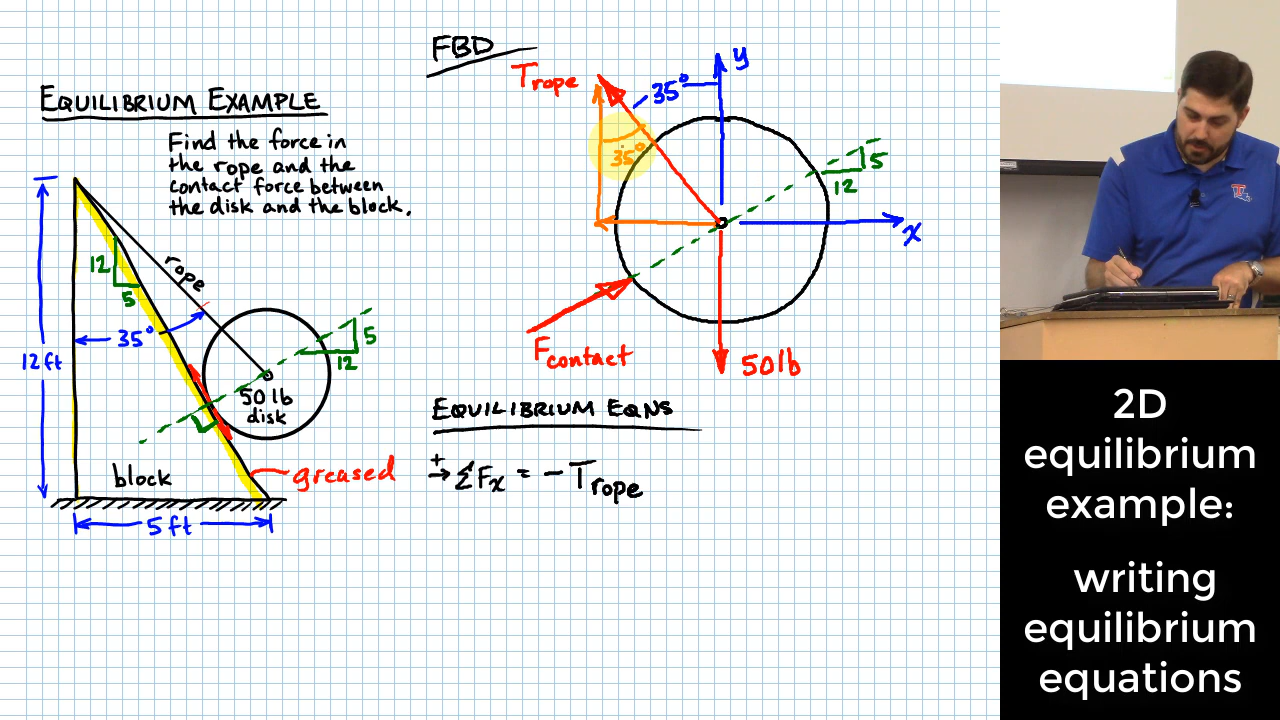 EQUILIBRIUM EXAMPLE
Find the force in
the rope and the
contact force between
the disk and the block.
12 ft
12
5
rope
35°
5
12
50 lb
disk
block
greased
5 ft
FBD
Trope
35°
y
35°
5
12
x
Fcontact
50 lb
EQUILIBRIUM EQNS
+→ ΣFx = - Trope
2D
equilibrium
example:
writing
equilibrium
equations